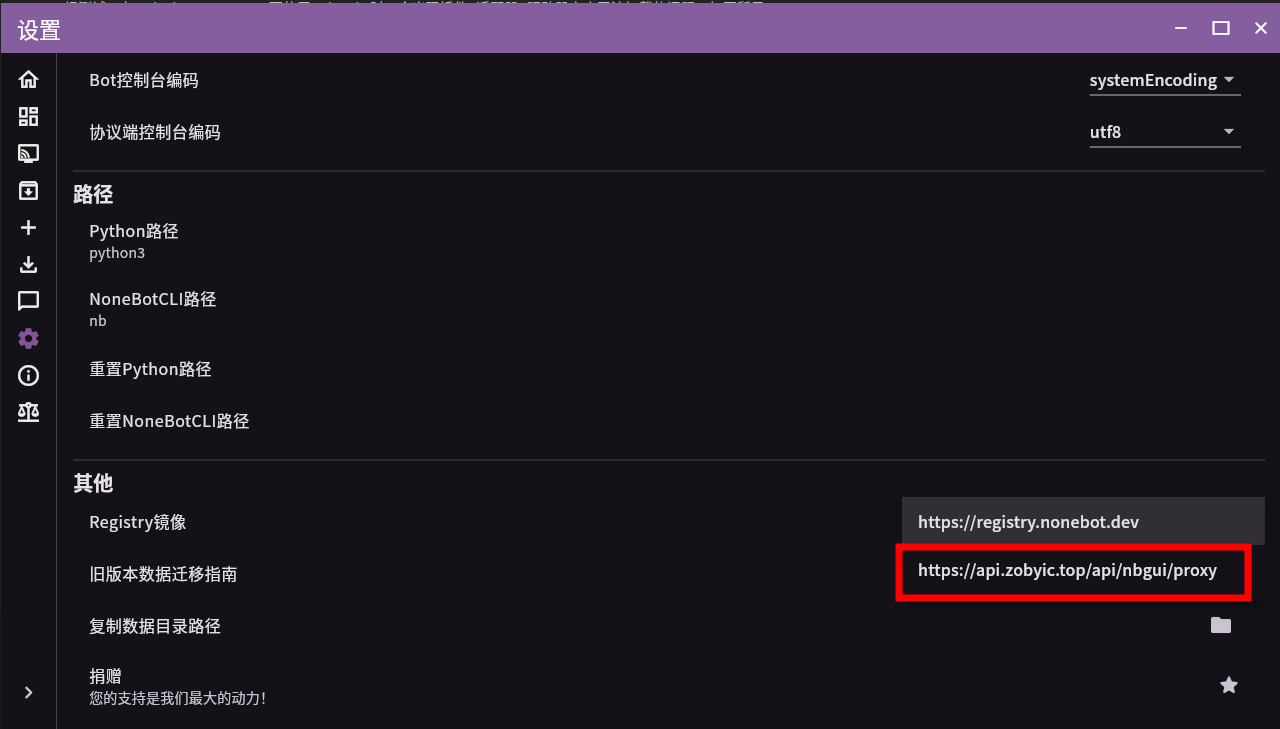 设置
Bot控制台编码
systemEncoding
协议端控制台编码
utf8
路径
Python路径
python3
NoneBotCLI路径
nb
重置Python路径
重置NoneBotCLI路径
其他
Registry镜像
https://registry.nonebot.dev
旧版本数据迁移指南
https://api.zobyic.top/api/nbgui/proxy
复制数据目录路径
捐赠
您的支持是我们最大的动力！